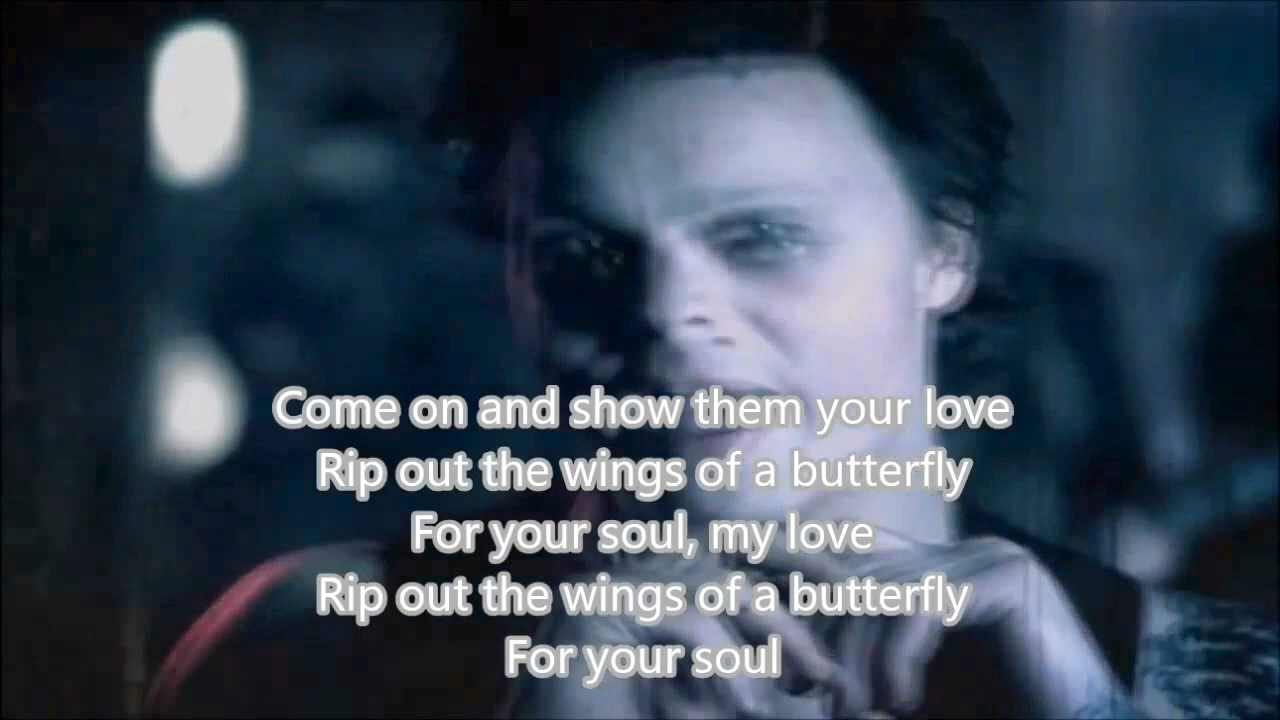 Come on and show them your love
Rip out the wings of a butterfly
For your soul, my love
Rip out the wings of a butterfly
For your soul